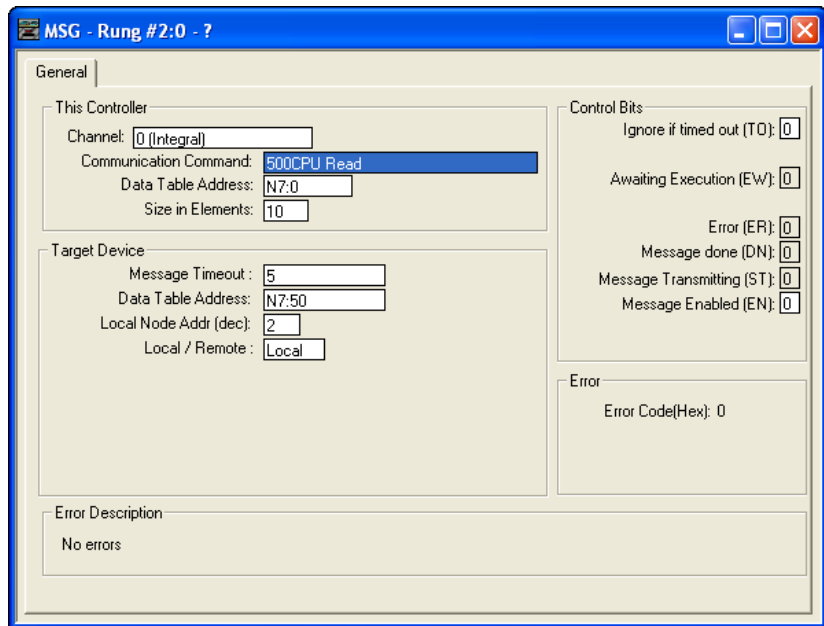 MSG - Rung #2:0 - ?
General
This Controller
Channel: 0 (Integral)
Communication Command: 500CPU Read
Data Table Address: N7:0
Size in Elements: 10
Target Device
Message Timeout : 5
Data Table Address: N7:50
Local Node Addr (dec): 2
Local / Remote : Local
Control Bits
Ignore if timed out (TO): 0
Awaiting Execution (EW): 0
Error (ER): 0
Message done (DN): 0
Message Transmitting (ST): 0
Message Enabled (EN): 0
Error
Error Code(Hex): 0
Error Description
No errors